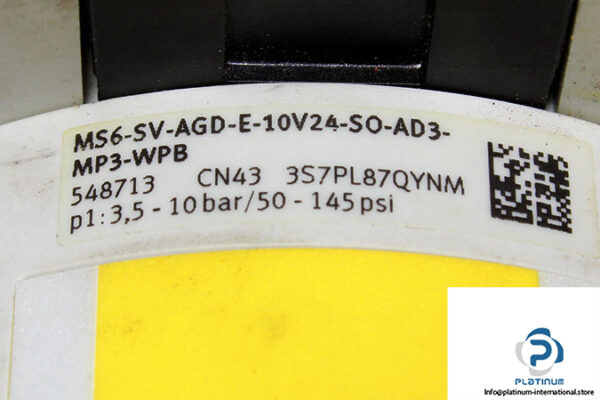 MS6-SV-AGD-E-10V24-SO-AD3-
MP3-WPB
548713 CN43 3S7PL87QYNM
p1:3,5 - 10 bar/50 - 145 psi
PLATINUM
info@platinum-international.store